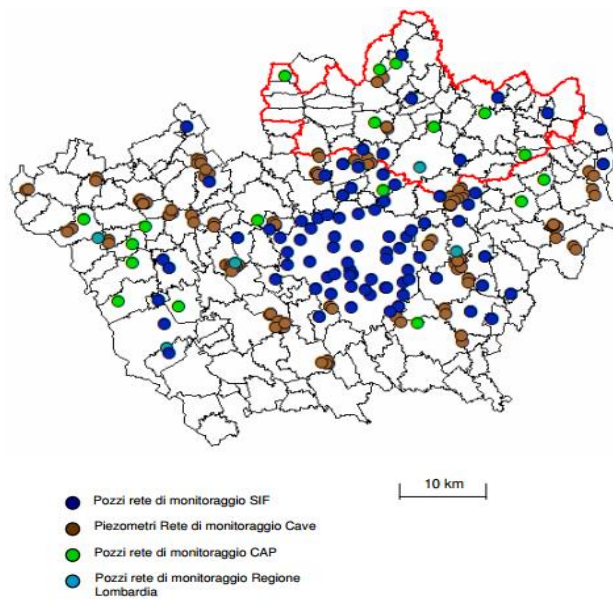 10 km
Pozzi rete di monitoraggio SIF
Piezometri Rete di monitoraggio Cave
Pozzi rete di monitoraggio CAP
Pozzi rete di monitoraggio Regione
Lombardia